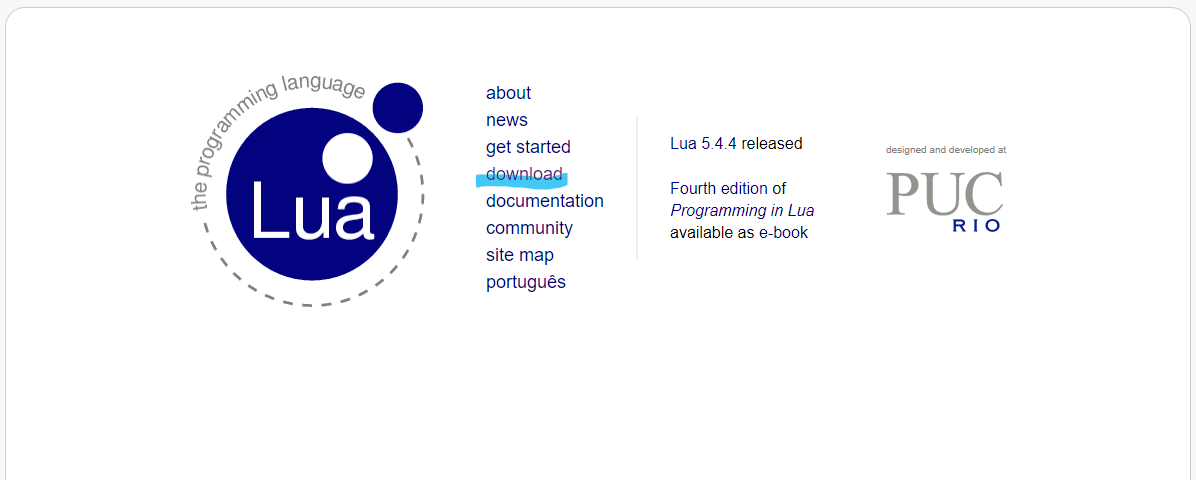 the programming language
Lua
about
news
get started
download
documentation
community
site map
português
Lua 5.4.4 released
Fourth edition of
Programming in Lua
available as e-book
designed and developed at
PUC
RIO